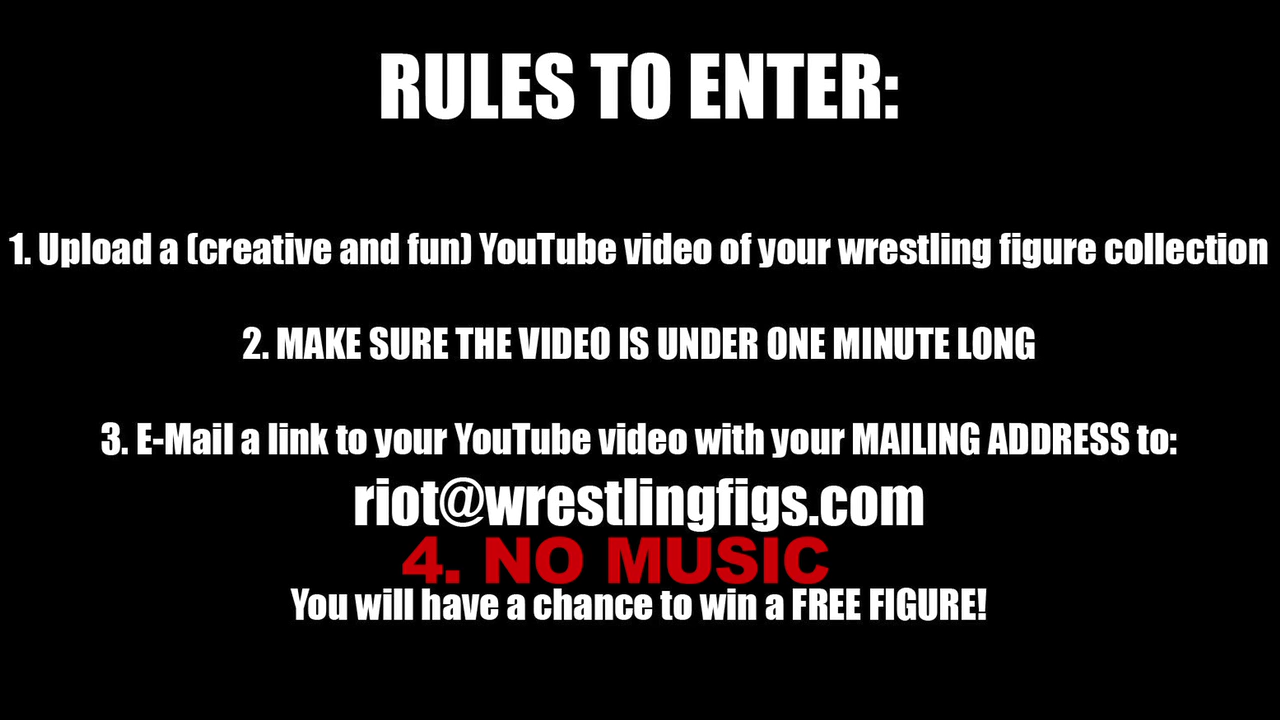 RULES TO ENTER:
1. Upload a (creative and fun) YouTube video of your wrestling figure collection
2. MAKE SURE THE VIDEO IS UNDER ONE MINUTE LONG
3. E-Mail a link to your YouTube video with your MAILING ADDRESS to:
riot@wrestlingfigs.com
4. NO MUSIC
You will have a chance to win a FREE FIGURE!